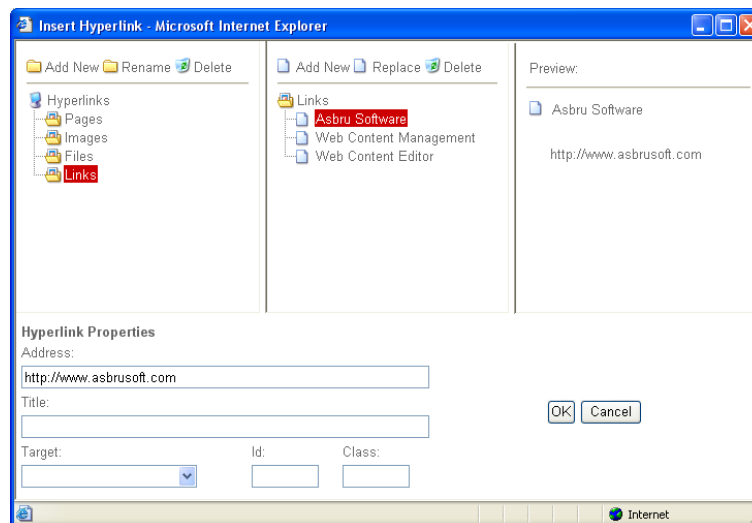 Insert Hyperlink - Microsoft Internet Explorer
Add New Rename Delete
Hyperlinks
Pages
Images
Files
Links
Add New Replace Delete
Links
Asbru Software
Web Content Management
Web Content Editor
Preview:
Asbru Software
http://www.asbrusoft.com
Hyperlink Properties
Address:
http://www.asbrusoft.com
Title:
OK Cancel
Target: Id: Class:
Internet